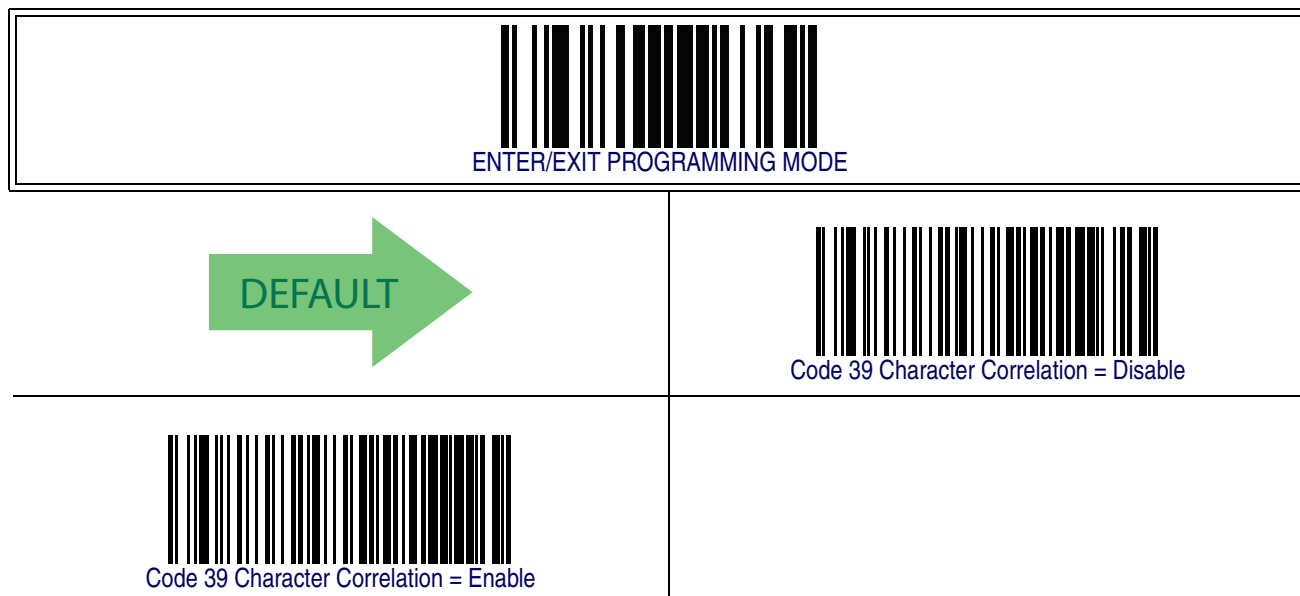 ENTER/EXIT PROGRAMMING MODE
DEFAULT
Code 39 Character Correlation = Disable
Code 39 Character Correlation = Enable